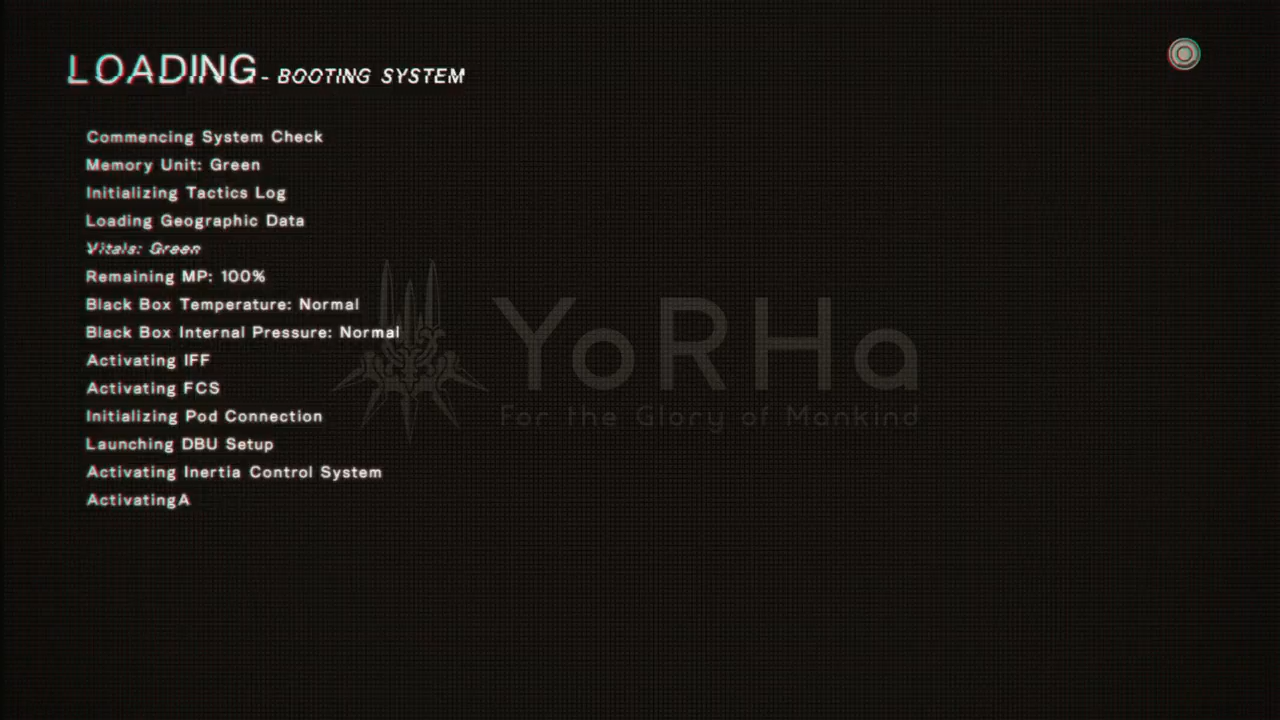 LOADING - BOOTING SYSTEM
Commencing System Check
Memory Unit: Green
Initializing Tactics Log
Loading Geographic Data
Vitals: Green
Remaining MP: 100%
Black Box Temperature: Normal
Black Box Internal Pressure: Normal
Activating IFF
Activating FCS
Initializing Pod Connection
Launching DBU Setup
Activating Inertia Control System
ActivatingA
YoRHa
For the Glory of Mankind